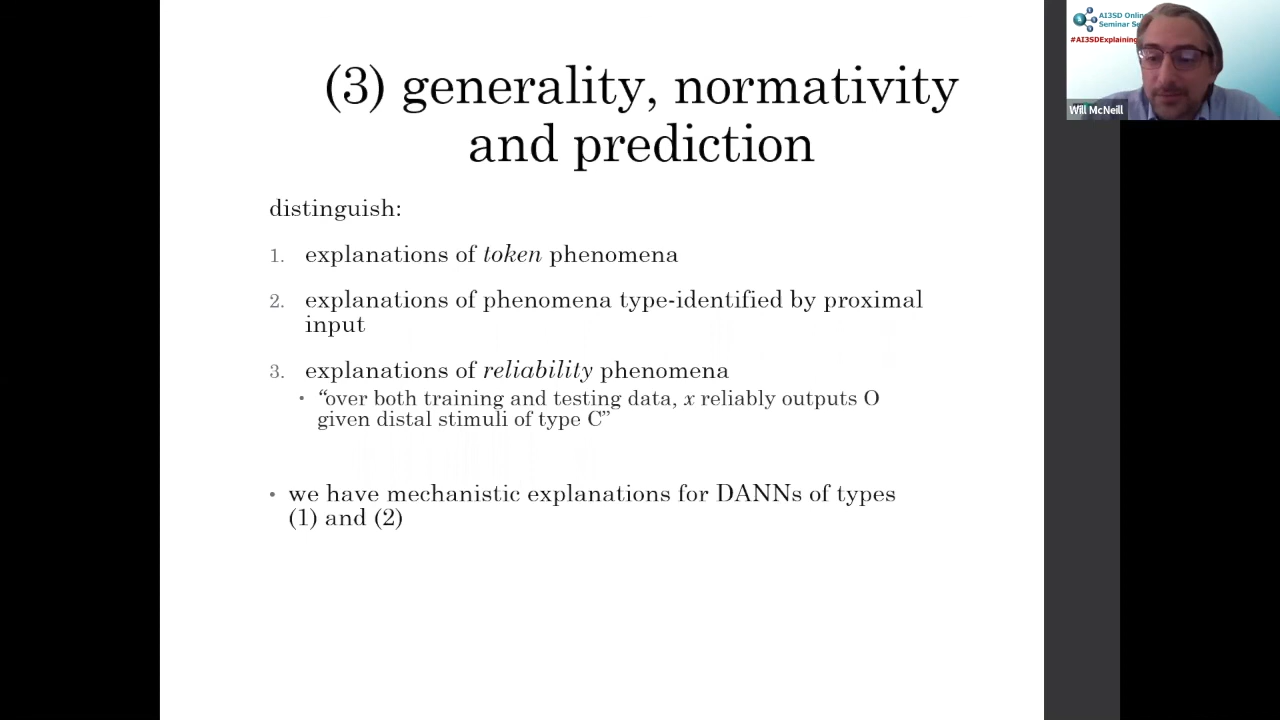 (3) generality, normativity
and prediction
distinguish:
1. explanations of token phenomena
2. explanations of phenomena type-identified by proximal
input
3. explanations of reliability phenomena
• “over both training and testing data, x reliably outputs O
given distal stimuli of type C”
• we have mechanistic explanations for DANNs of types
(1) and (2)
AI3SD
Seminar
#AI3SDExplaining
Will McNeill